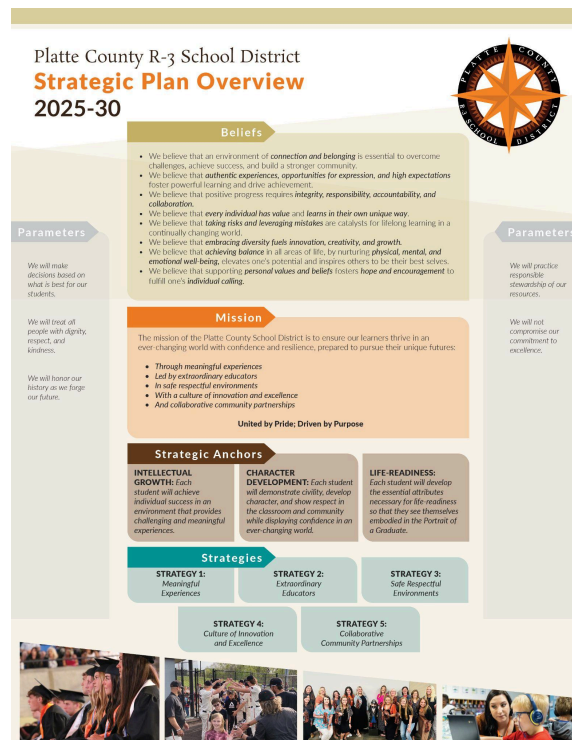 Platte County R-3 School District
Strategic Plan Overview
2025-30
PLATTE COUNTY
R-3 SCHOOL DISTRICT
Beliefs
• We believe that an environment of connection and belonging is essential to overcome
challenges, achieve success, and build a stronger community.
• We believe that authentic experiences, opportunities for expression, and high expectations
foster powerful learning and drive achievement.
• We believe that positive progress requires integrity, responsibility, accountability, and
collaboration.
• We believe that every individual has value and learns in their own unique way.
• We believe that taking risks and leveraging mistakes are catalysts for lifelong learning in a
continually changing world.
• We believe that embracing diversity fuels innovation, creativity, and growth.
• We believe that achieving balance in all areas of life, by nurturing physical, mental, and
emotional well-being, elevates one's potential and inspires others to be their best selves.
• We believe that supporting personal values and beliefs fosters hope and encouragement to
fulfill one's individual calling.
Parameters
We will make
decisions based on
what is best for our
students.
We will treat all
people with dignity,
respect, and
kindness.
We will honor our
history as we forge
our future.
Parameters
We will practice
responsible
stewardship of our
resources.
We will not
compromise our
commitment to
excellence.
Mission
The mission of the Platte County School District is to ensure our learners thrive in an
ever-changing world with confidence and resilience, prepared to pursue their unique futures:
• Through meaningful experiences
• Led by extraordinary educators
• In safe respectful environments
• With a culture of innovation and excellence
• And collaborative community partnerships
United by Pride; Driven by Purpose
Strategic Anchors
INTELLECTUAL
GROWTH: Each
student will achieve
individual success in an
environment that provides
challenging and meaningful
experiences.
CHARACTER
DEVELOPMENT: Each student
will demonstrate civility, develop
character, and show respect in
the classroom and community
while displaying confidence in an
ever-changing world.
LIFE-READINESS:
Each student will develop
the essential attributes
necessary for life-readiness
so that they see themselves
embodied in the Portrait of
a Graduate.
Strategies
STRATEGY 1:
Meaningful
Experiences
STRATEGY 2:
Extraordinary
Educators
STRATEGY 3:
Safe Respectful
Environments
STRATEGY 4:
Culture of Innovation
and Excellence
STRATEGY 5:
Collaborative
Community Partnerships